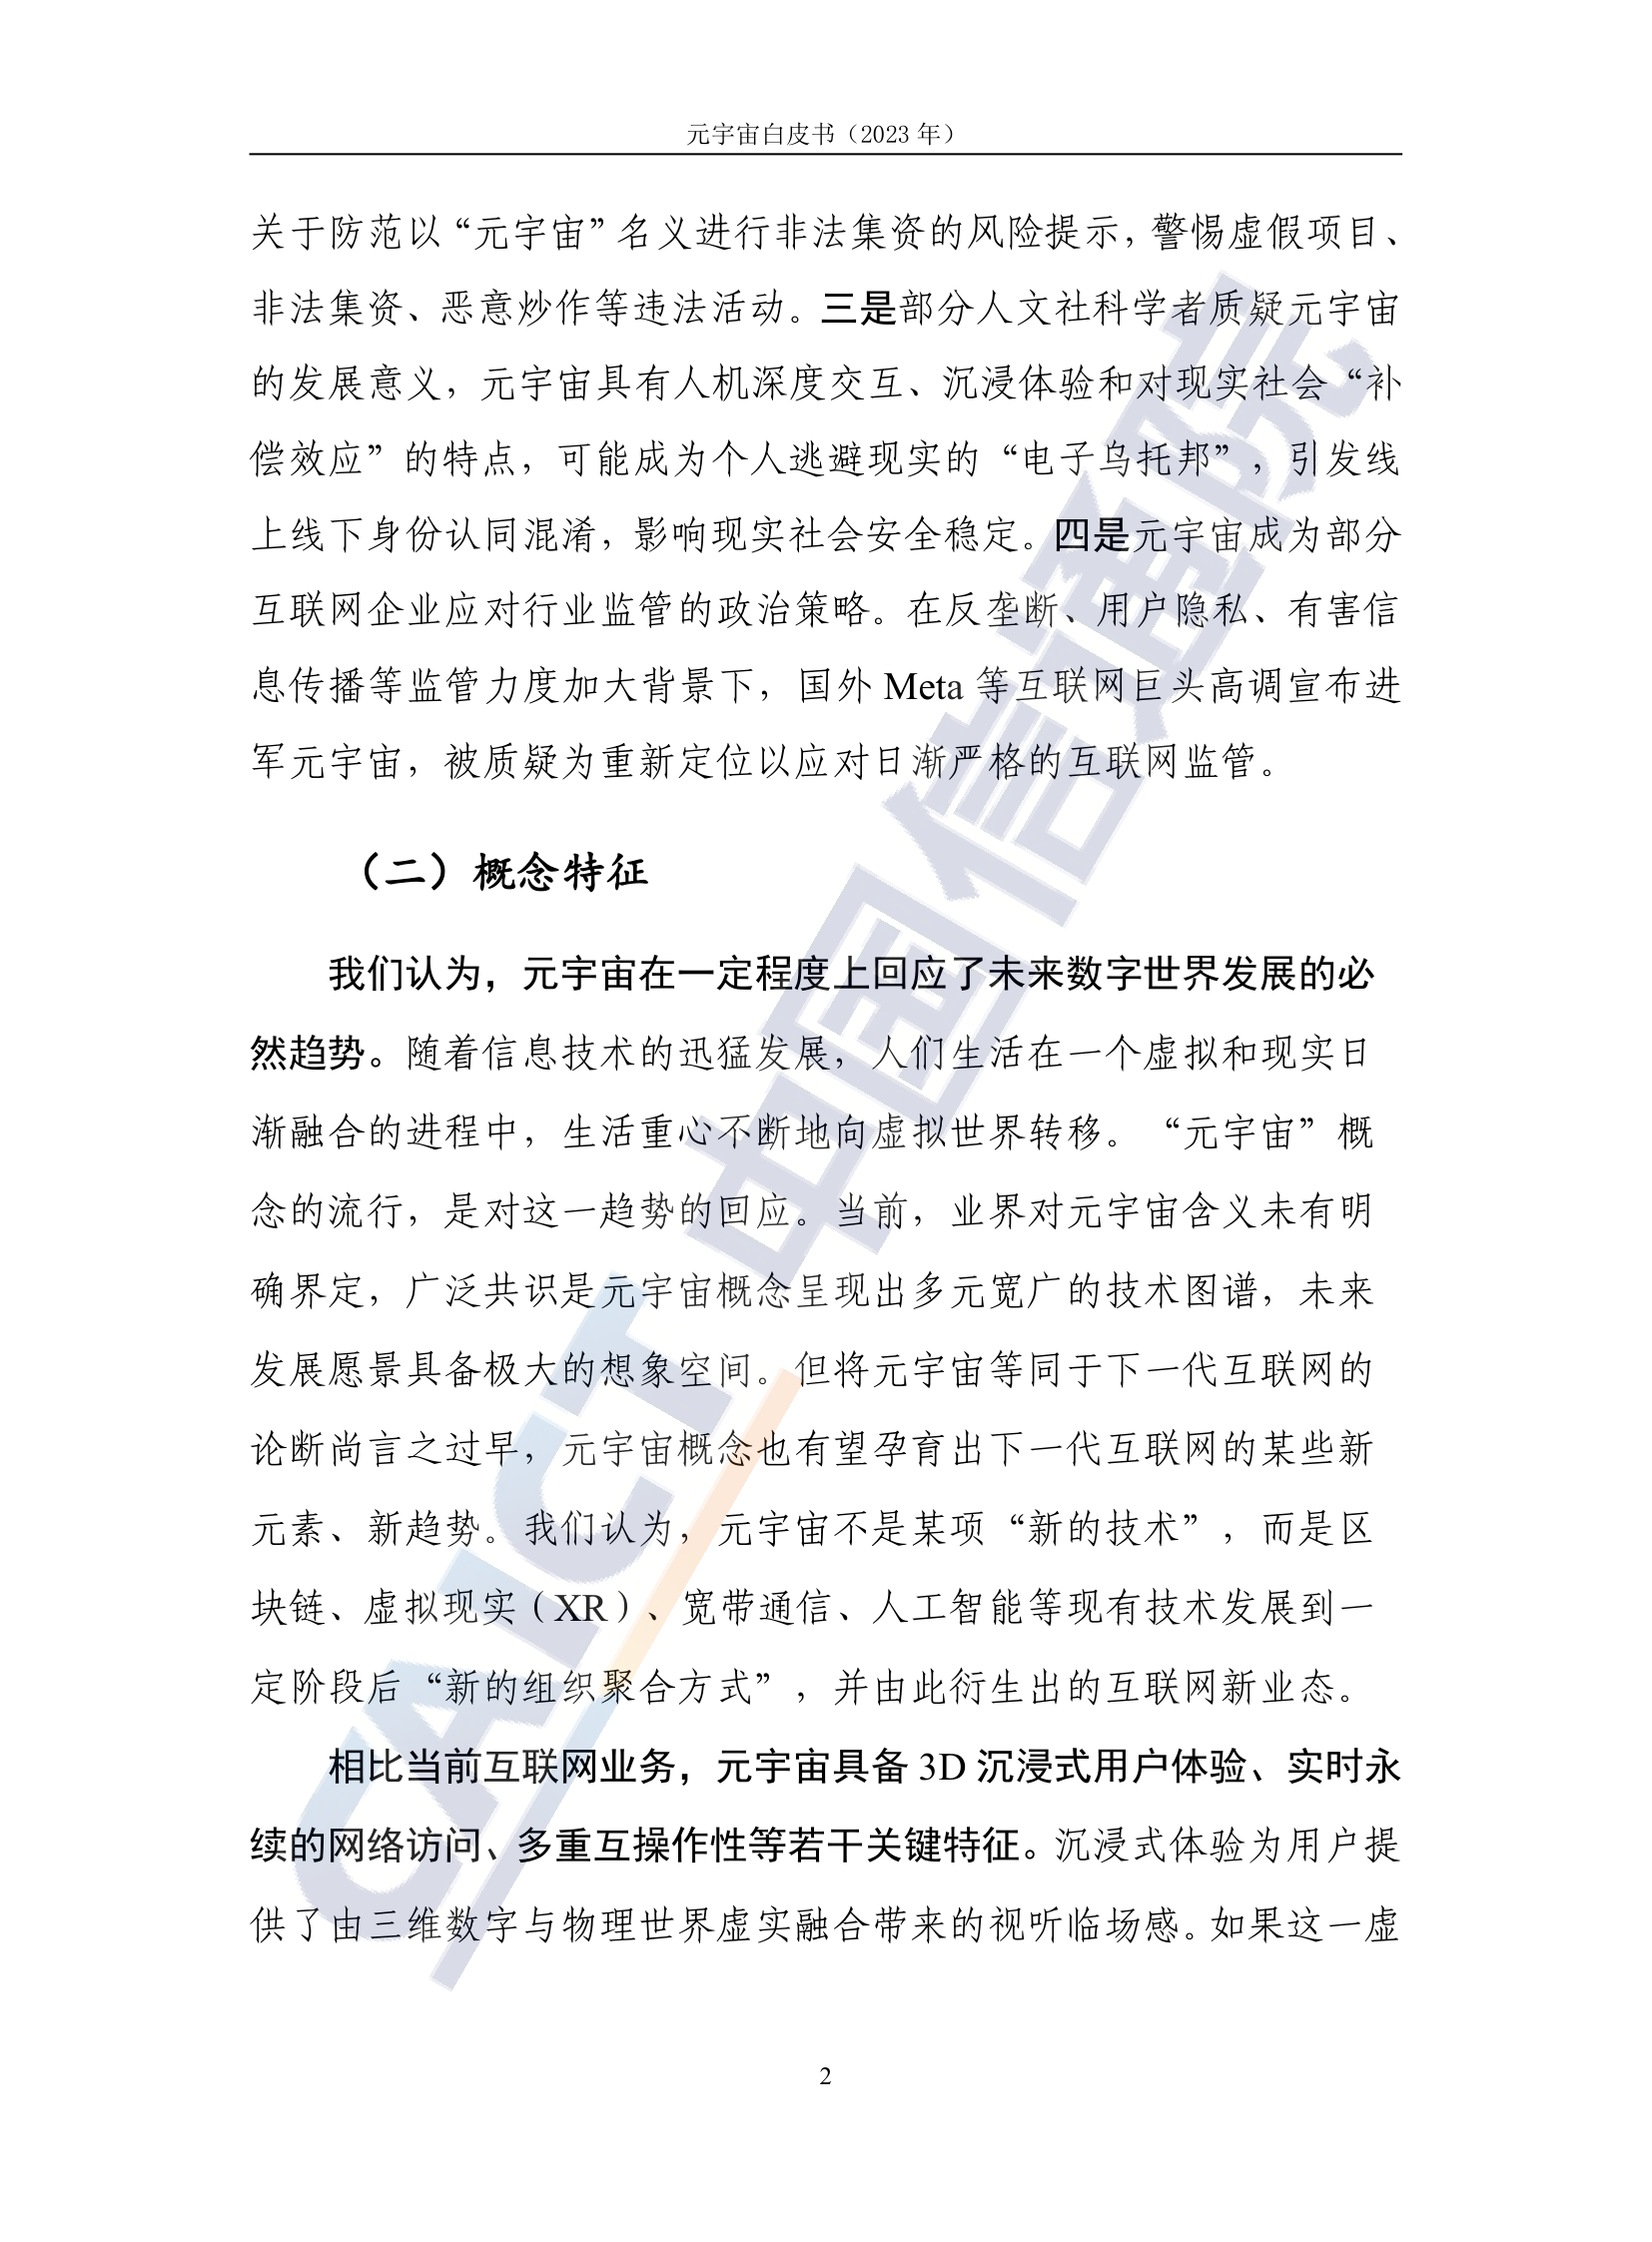 元宇宙白皮书（2023 年）
关于防范以“元宇宙”名义进行非法集资的风险提示，警惕虚假项目、
非法集资、恶意炒作等违法活动。三是部分人文社科学者质疑元宇宙
的发展意义，元宇宙具有人机深度交互、沉浸体验和对现实社会“补
偿效应”的特点，可能成为个人逃避现实的“电子乌托邦”，引发线
上线下身份认同混淆，影响现实社会安全稳定。四是元宇宙成为部分
互联网企业应对行业监管的政治策略。在反垄断、用户隐私、有害信
息传播等监管力度加大背景下，国外 Meta 等互联网巨头高调宣布进
军元宇宙，被质疑为重新定位以应对日渐严格的互联网监管。
（二）概念特征
我们认为，元宇宙在一定程度上回应了未来数字世界发展的必
然趋势。随着信息技术的迅猛发展，人们生活在一个虚拟和现实日
渐融合的进程中，生活重心不断地向虚拟世界转移。“元宇宙”概
念的流行，是对这一趋势的回应。当前，业界对元宇宙含义未有明
确界定，广泛共识是元宇宙概念呈现出多元宽广的技术图谱，未来
发展愿景具备极大的想象空间。但将元宇宙等同于下一代互联网的
论断尚言之过早，元宇宙概念也有望孕育出下一代互联网的某些新
元素、新趋势。我们认为，元宇宙不是某项“新的技术”，而是区
块链、虚拟现实（XR）、宽带通信、人工智能等现有技术发展到一
定阶段后“新的组织聚合方式”，并由此衍生出的互联网新业态。
相比当前互联网业务，元宇宙具备 3D 沉浸式用户体验、实时永
续的网络访问、多重互操作性等若干关键特征。沉浸式体验为用户提
供了由三维数字与物理世界虚实融合带来的视听临场感。如果这一虚
2
CAICT 中国信通院